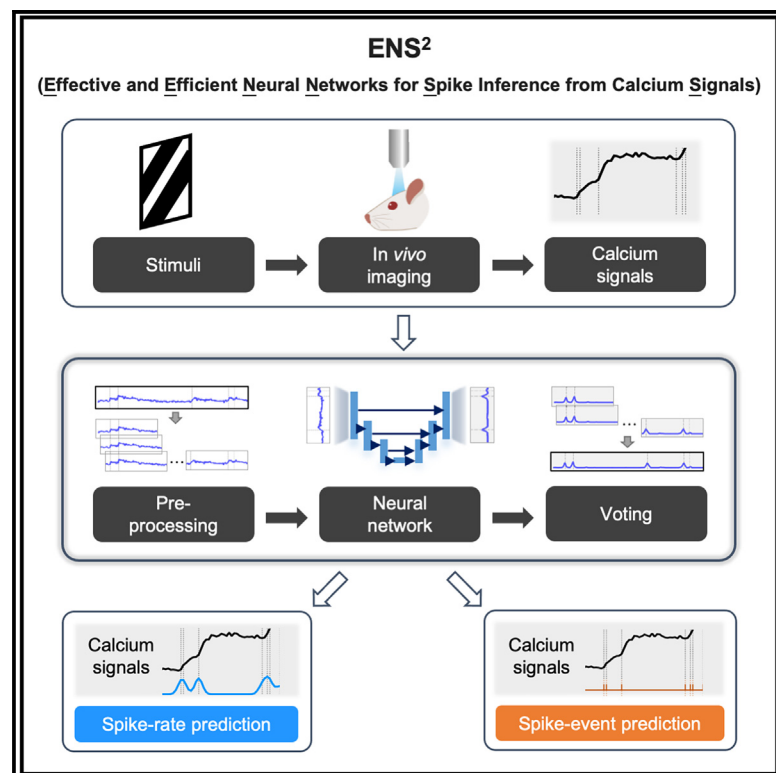 ENS²
(Effective and Efficient Neural Networks for Spike Inference from Calcium Signals)
Stimuli
In vivo
imaging
Calcium
signals
Pre-
processing
Neural
network
Voting
Calcium
signals
Spike-rate prediction
Calcium
signals
Spike-event prediction